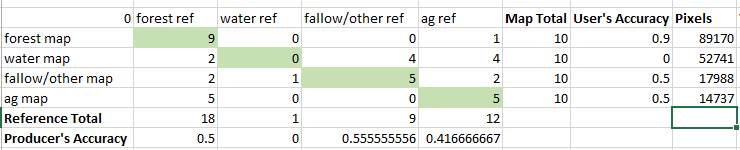 0 forest ref water ref fallow/other ref ag ref Map Total User's Accuracy Pixels
forest map 9 0 0 1 10 0.9 89170
water map 2 0 4 4 10 0 52741
fallow/other map 2 1 5 2 10 0.5 17988
ag map 5 0 0 5 10 0.5 14737
Reference Total 18 1 9 12
Producer's Accuracy 0.5 0 0.555555556 0.416666667